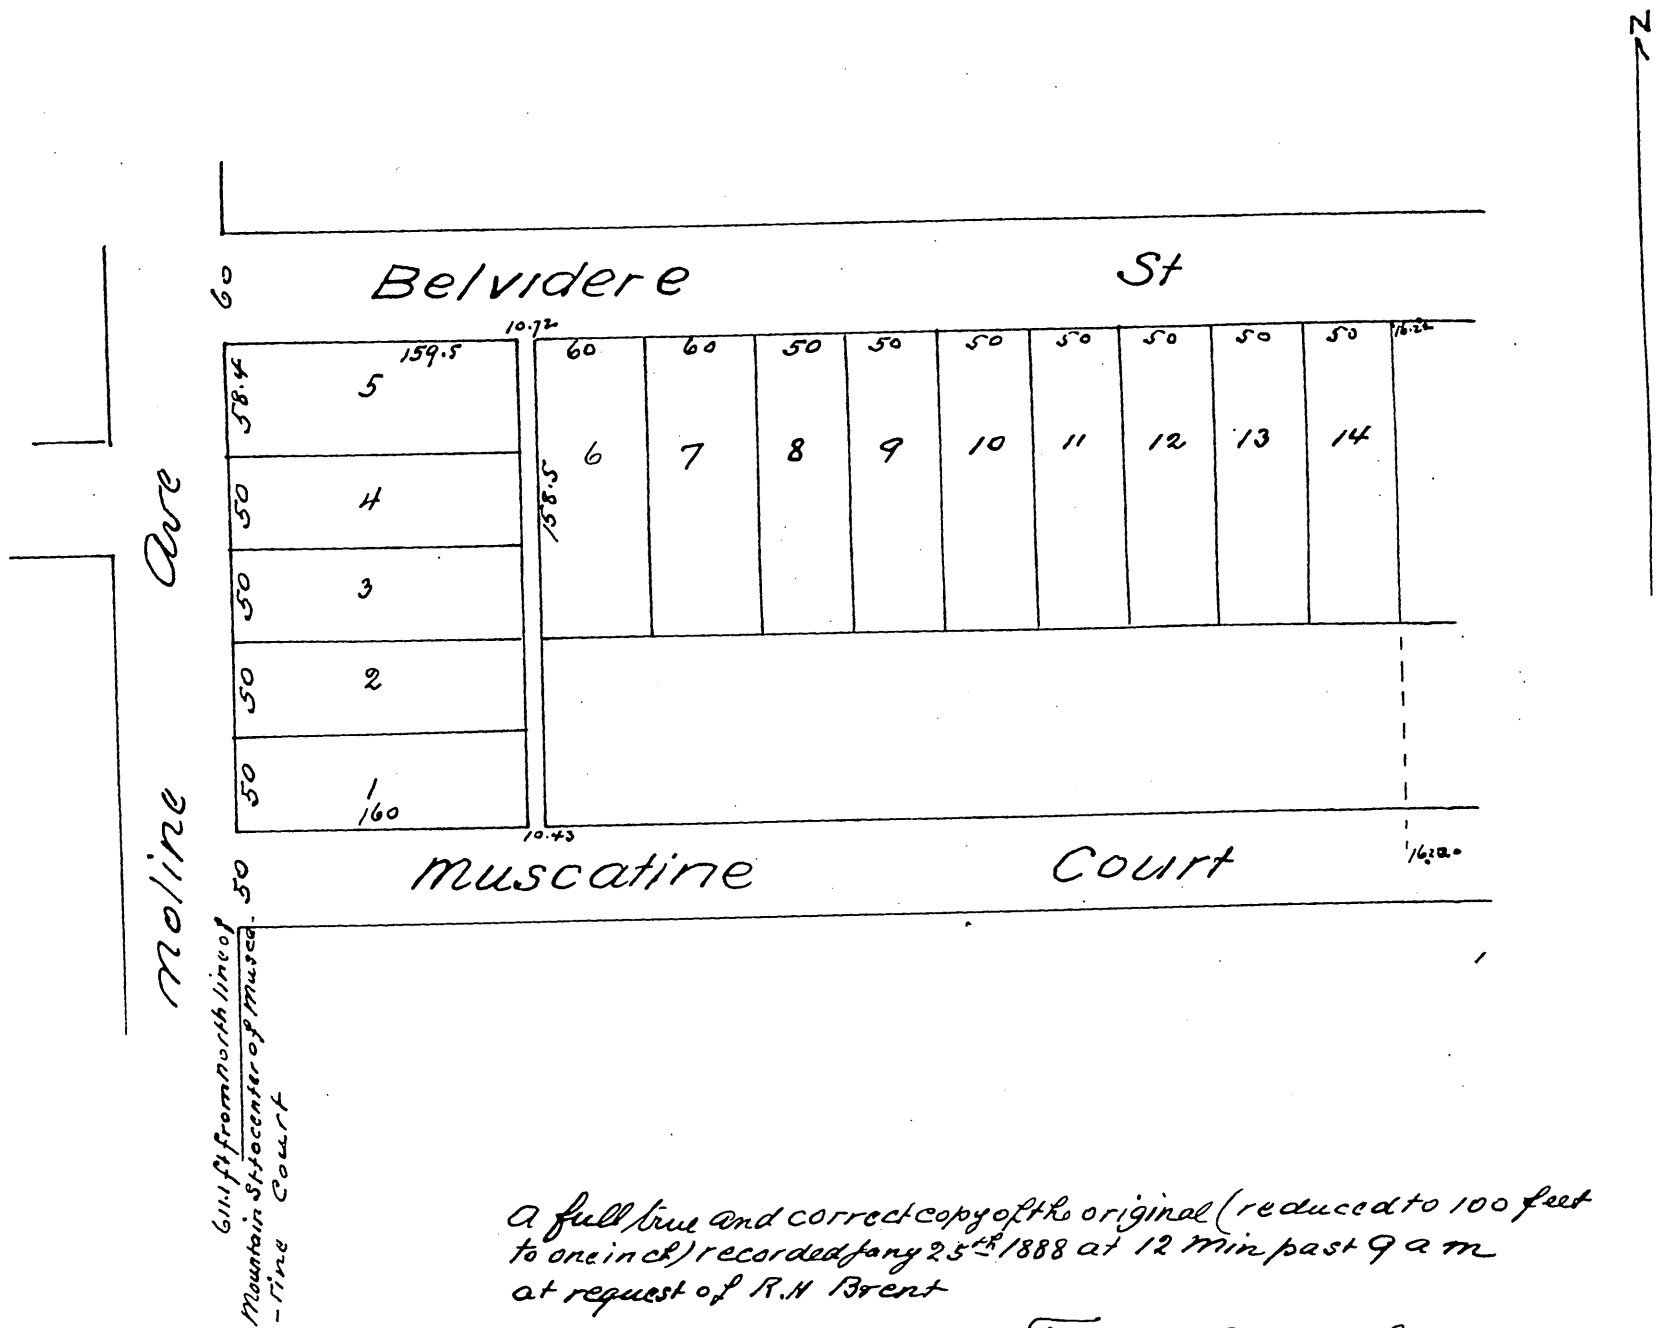 N
60
Belvidere St
10.72
159.5 60 60 50 50 50 50 50 50 50
58.4 5
158.5 6 7 8 9 10 11 12 13 14
50 4
50 3
50 2
50 1
160
10.43
moline Ave
50 muscatine Court
611.1 ft from north line of
Mountain St to center of musca
-tine Court
A full true and correct copy of the original (reduced to 100 feet
to one inch) recorded Jany 25th 1888 at 12 Min past 9 a m
at request of R.H Brent